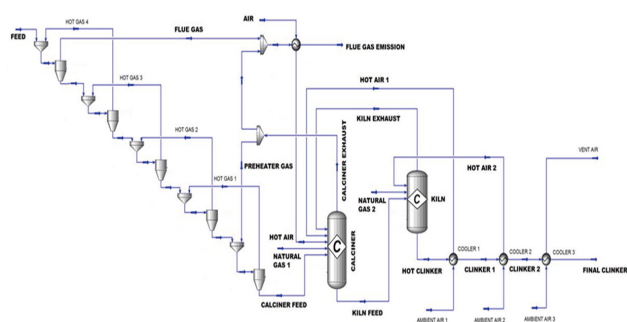 HOT GAS 4
FEED
FLUE GAS
AIR
FLUE GAS EMISSION
HOT GAS 3
HOT AIR 1
KILN EXHAUST
HOT GAS 2
CALCINER EXHAUST
PREHEATER GAS
HOT AIR 2
VENT AIR
HOT GAS 1
NATURAL
GAS 2
C
KILN
HOT AIR
C
CALCINER
NATURAL
GAS 1
COOLER 1
COOLER 2
COOLER 3
HOT CLINKER
CLINKER 1
CLINKER 2
FINAL CLINKER
CALCINER FEED
KILN FEED
AMBIENT AIR 1
AMBIENT AIR 2
AMBIENT AIR 3